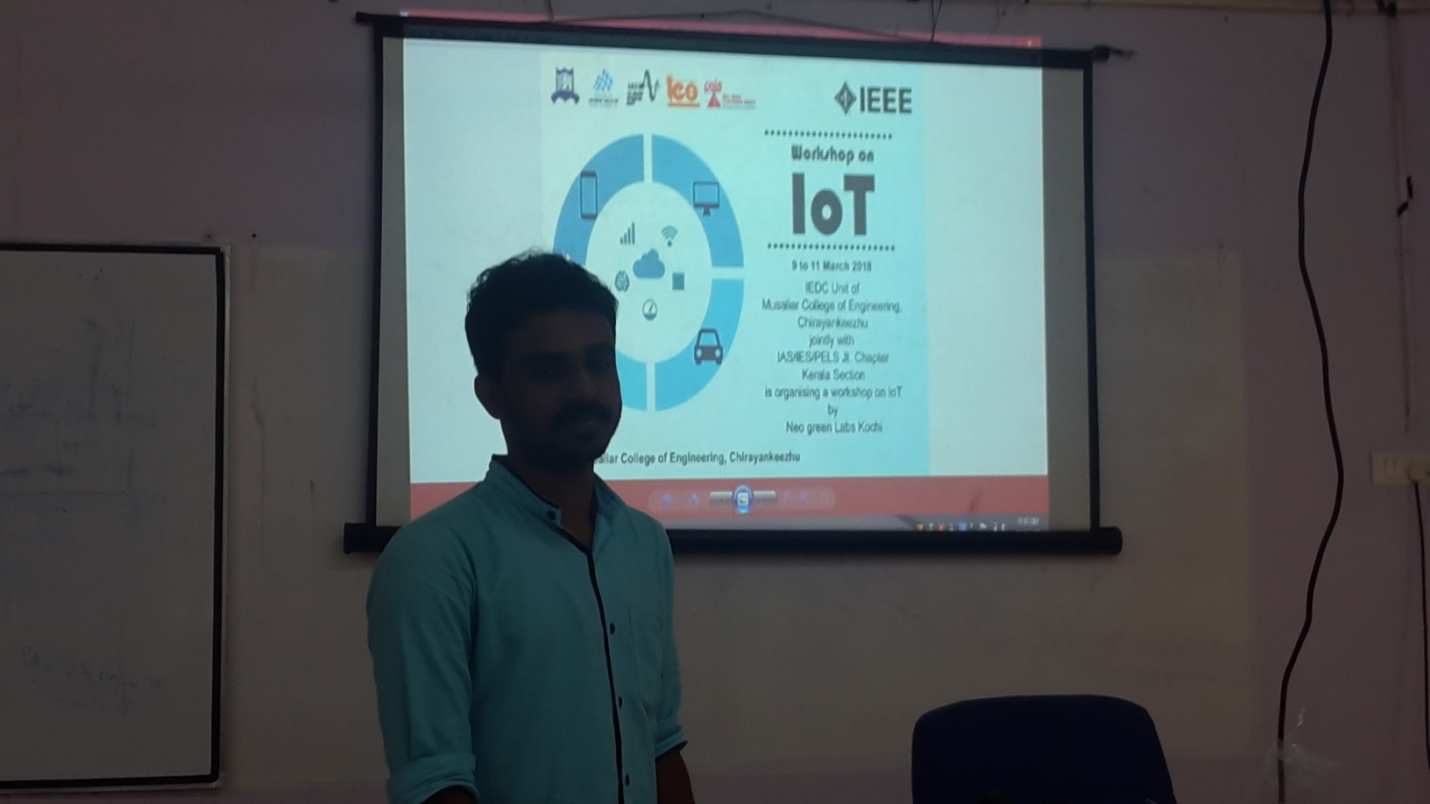 ico
IEEE
Workshop on
IoT
9 to 11 March 2018
IEDC Unit of
Musaliar College of Engineering,
Chirayankeezhu
jointly with
IAS/IES/PELS Jt. Chapter
Kerala Section
is organising a workshop on IoT
by
Neo green Labs Kochi
College of Engineering, Chirayankeezhu